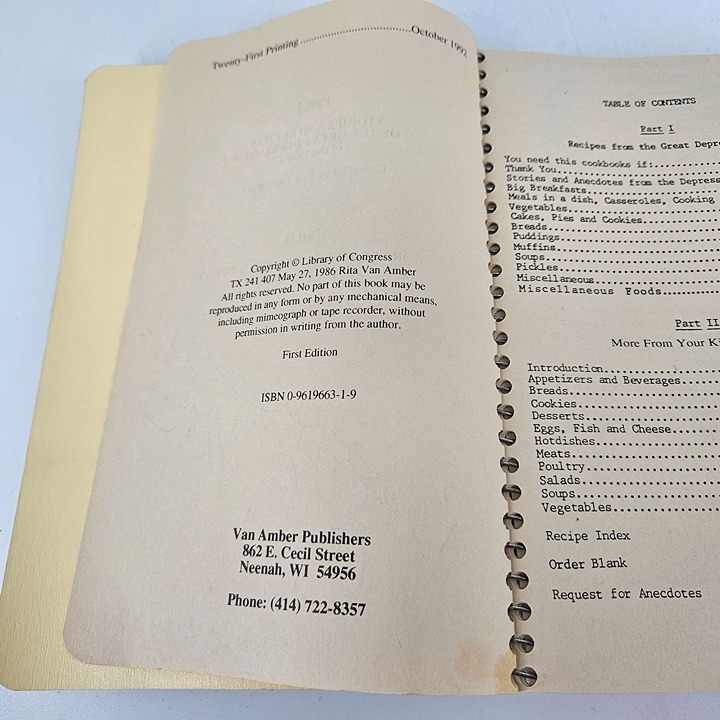 Twenty-First Printing........................October 1992
Copyright © Library of Congress
TX 241 407 May 27, 1986 Rita Van Amber
All rights reserved. No part of this book may be
reproduced in any form or by any mechanical means,
including mimeograph or tape recorder, without
permission in writing from the author.
First Edition
ISBN 0-9619663-1-9
Van Amber Publishers
862 E. Cecil Street
Neenah, WI 54956
Phone: (414) 722-8357
TABLE OF CONTENTS
Part I
Recipes from the Great Depre
You need this cookbooks if:..........
Thank You..........
Stories and Anecdotes from the Depress
Big Breakfasts..........
Meals in a dish, Casseroles, Cooking
Vegetables..........
Cakes, Pies and Cookies..........
Breads..........
Puddings..........
Muffins..........
Soups..........
Pickles..........
Miscellaneous..........
Miscellaneous Foods..........
Part II
More From Your Ki
Introduction..........
Appetizers and Beverages..........
Breads..........
Cookies..........
Desserts..........
Eggs, Fish and Cheese..........
Hotdishes..........
Meats..........
Poultry..........
Salads..........
Soups..........
Vegetables..........
Recipe Index
Order Blank
Request for Anecdotes